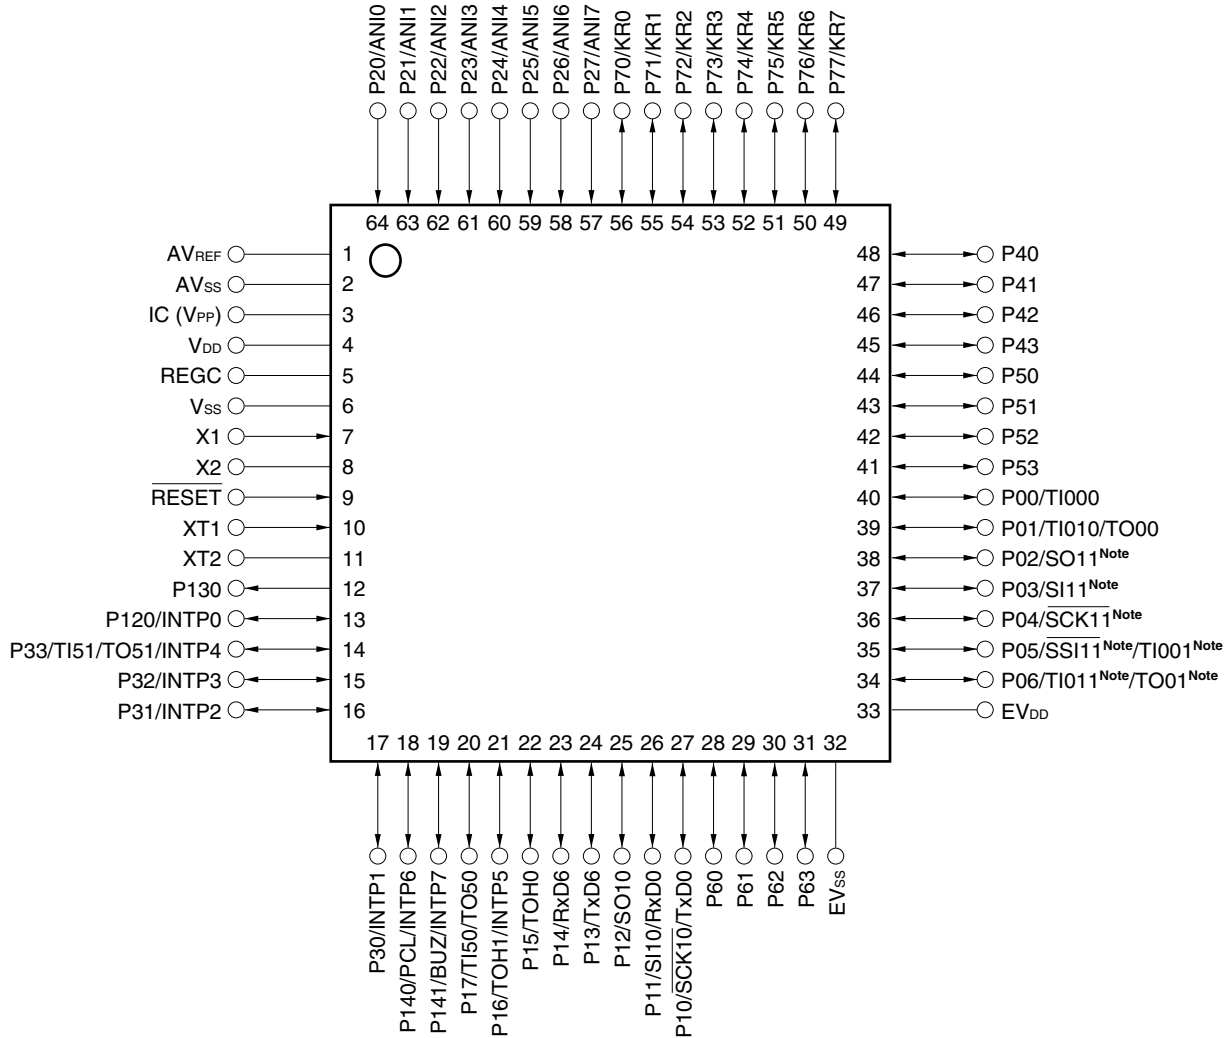 P20/ANI0
P21/ANI1
P22/ANI2
P23/ANI3
P24/ANI4
P25/ANI5
P26/ANI6
P27/ANI7
P70/KR0
P71/KR1
P72/KR2
P73/KR3
P74/KR4
P75/KR5
P76/KR6
P77/KR7
64 63 62 61 60 59 58 57 56 55 54 53 52 51 50 49
AVREF 1 48 P40
AVSS 2 47 P41
IC (VPP) 3 46 P42
VDD 4 45 P43
REGC 5 44 P50
VSS 6 43 P51
X1 7 42 P52
X2 8 41 P53
RESET 9 40 P00/TI000
XT1 10 39 P01/TI010/TO00
XT2 11 38 P02/SO11Note
P130 12 37 P03/SI11Note
P120/INTP0 13 36 P04/SCK11Note
P33/TI51/TO51/INTP4 14 35 P05/SSI11Note/TI001Note
P32/INTP3 15 34 P06/TI011Note/TO01Note
P31/INTP2 16 33 EVDD
17 18 19 20 21 22 23 24 25 26 27 28 29 30 31 32
P30/INTP1
P140/PCL/INTP6
P141/BUZ/INTP7
P17/TI50/TO50
P16/TOH1/INTP5
P15/TOH0
P14/RxD6
P13/TxD6
P12/SO10
P11/SI10/RxD0
P10/SCK10/TxD0
P60
P61
P62
P63
EVSS